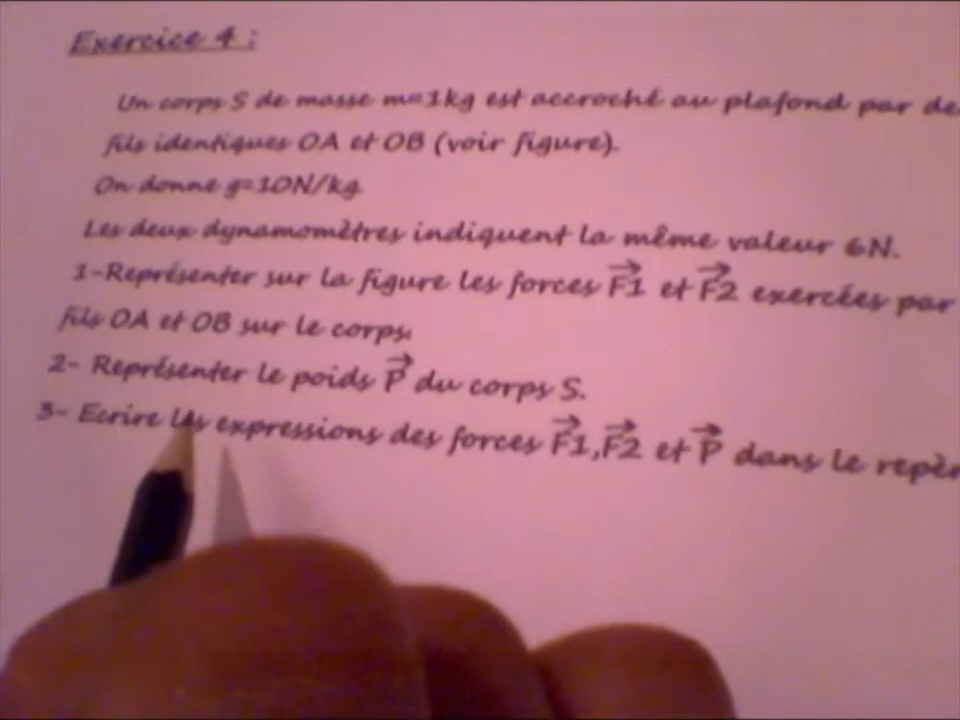 Exercice 4 :
Un corps S de masse m=1kg est accroché au plafond par de
fils identiques OA et OB (voir figure).
On donne g=10N/kg
Les deux dynamomètres indiquent la même valeur 6N.
1-Représenter sur la figure les forces F1 et F2 exercées par
fils OA et OB sur le corps.
2- Représenter le poids P du corps S.
3- Ecrire les expressions des forces F1,F2 et P dans le repèr